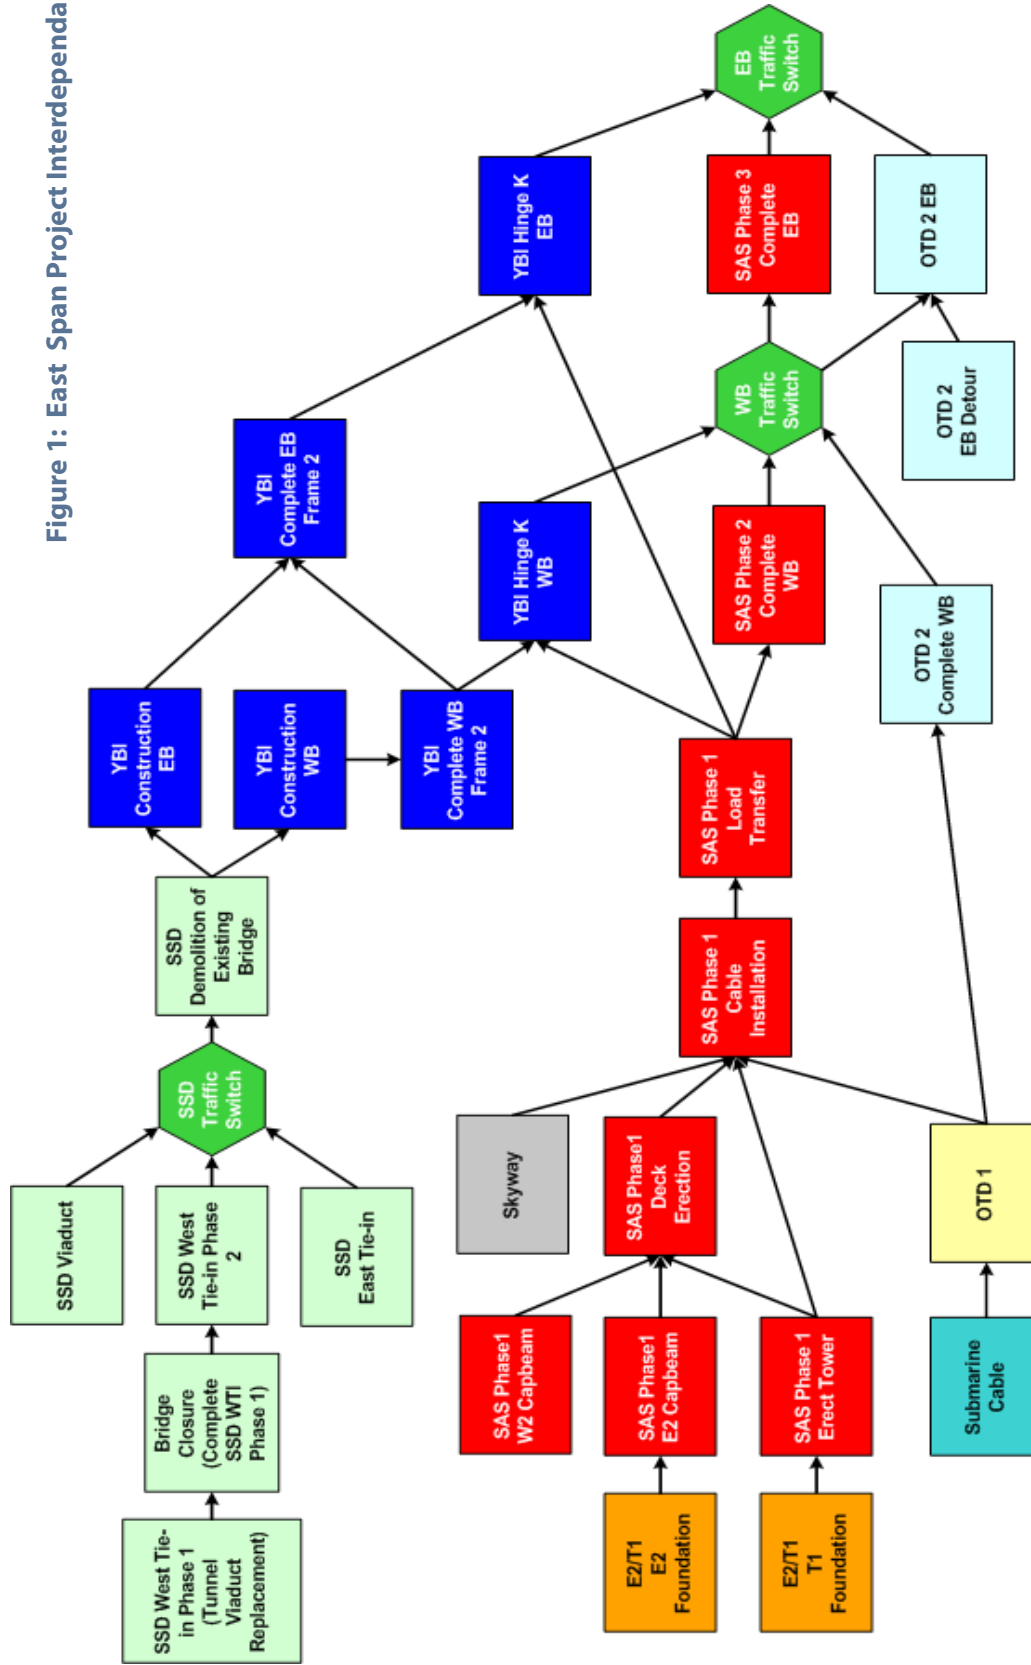 Figure 1: East Span Project Interdependa
SSD West Tie-
in Phase 1
(Tunnel
Viaduct
Replacement)
Bridge
Closure
(Complete
SSD WTI
Phase 1)
SSD Viaduct
SSD West
Tie-in Phase
2
SSD
East Tie-in
SSD
Traffic
Switch
SSD
Demolition of
Existing
Bridge
YBI
Construction
EB
YBI
Construction
WB
YBI
Complete WB
Frame 2
YBI
Complete EB
Frame 2
YBI Hinge K
WB
YBI Hinge K
EB
E2/T1
E2
Foundation
E2/T1
T1
Foundation
SAS Phase1
W2 Capbeam
SAS Phase1
E2 Capbeam
SAS Phase 1
Erect Tower
Submarine
Cable
Skyway
SAS Phase1
Deck
Erection
OTD 1
SAS Phase 1
Cable
Installation
SAS Phase 1
Load
Transfer
SAS Phase 2
Complete
WB
OTD 2
Complete WB
WB
Traffic
Switch
OTD 2
EB Detour
SAS Phase 3
Complete
EB
OTD 2 EB
EB
Traffic
Switch